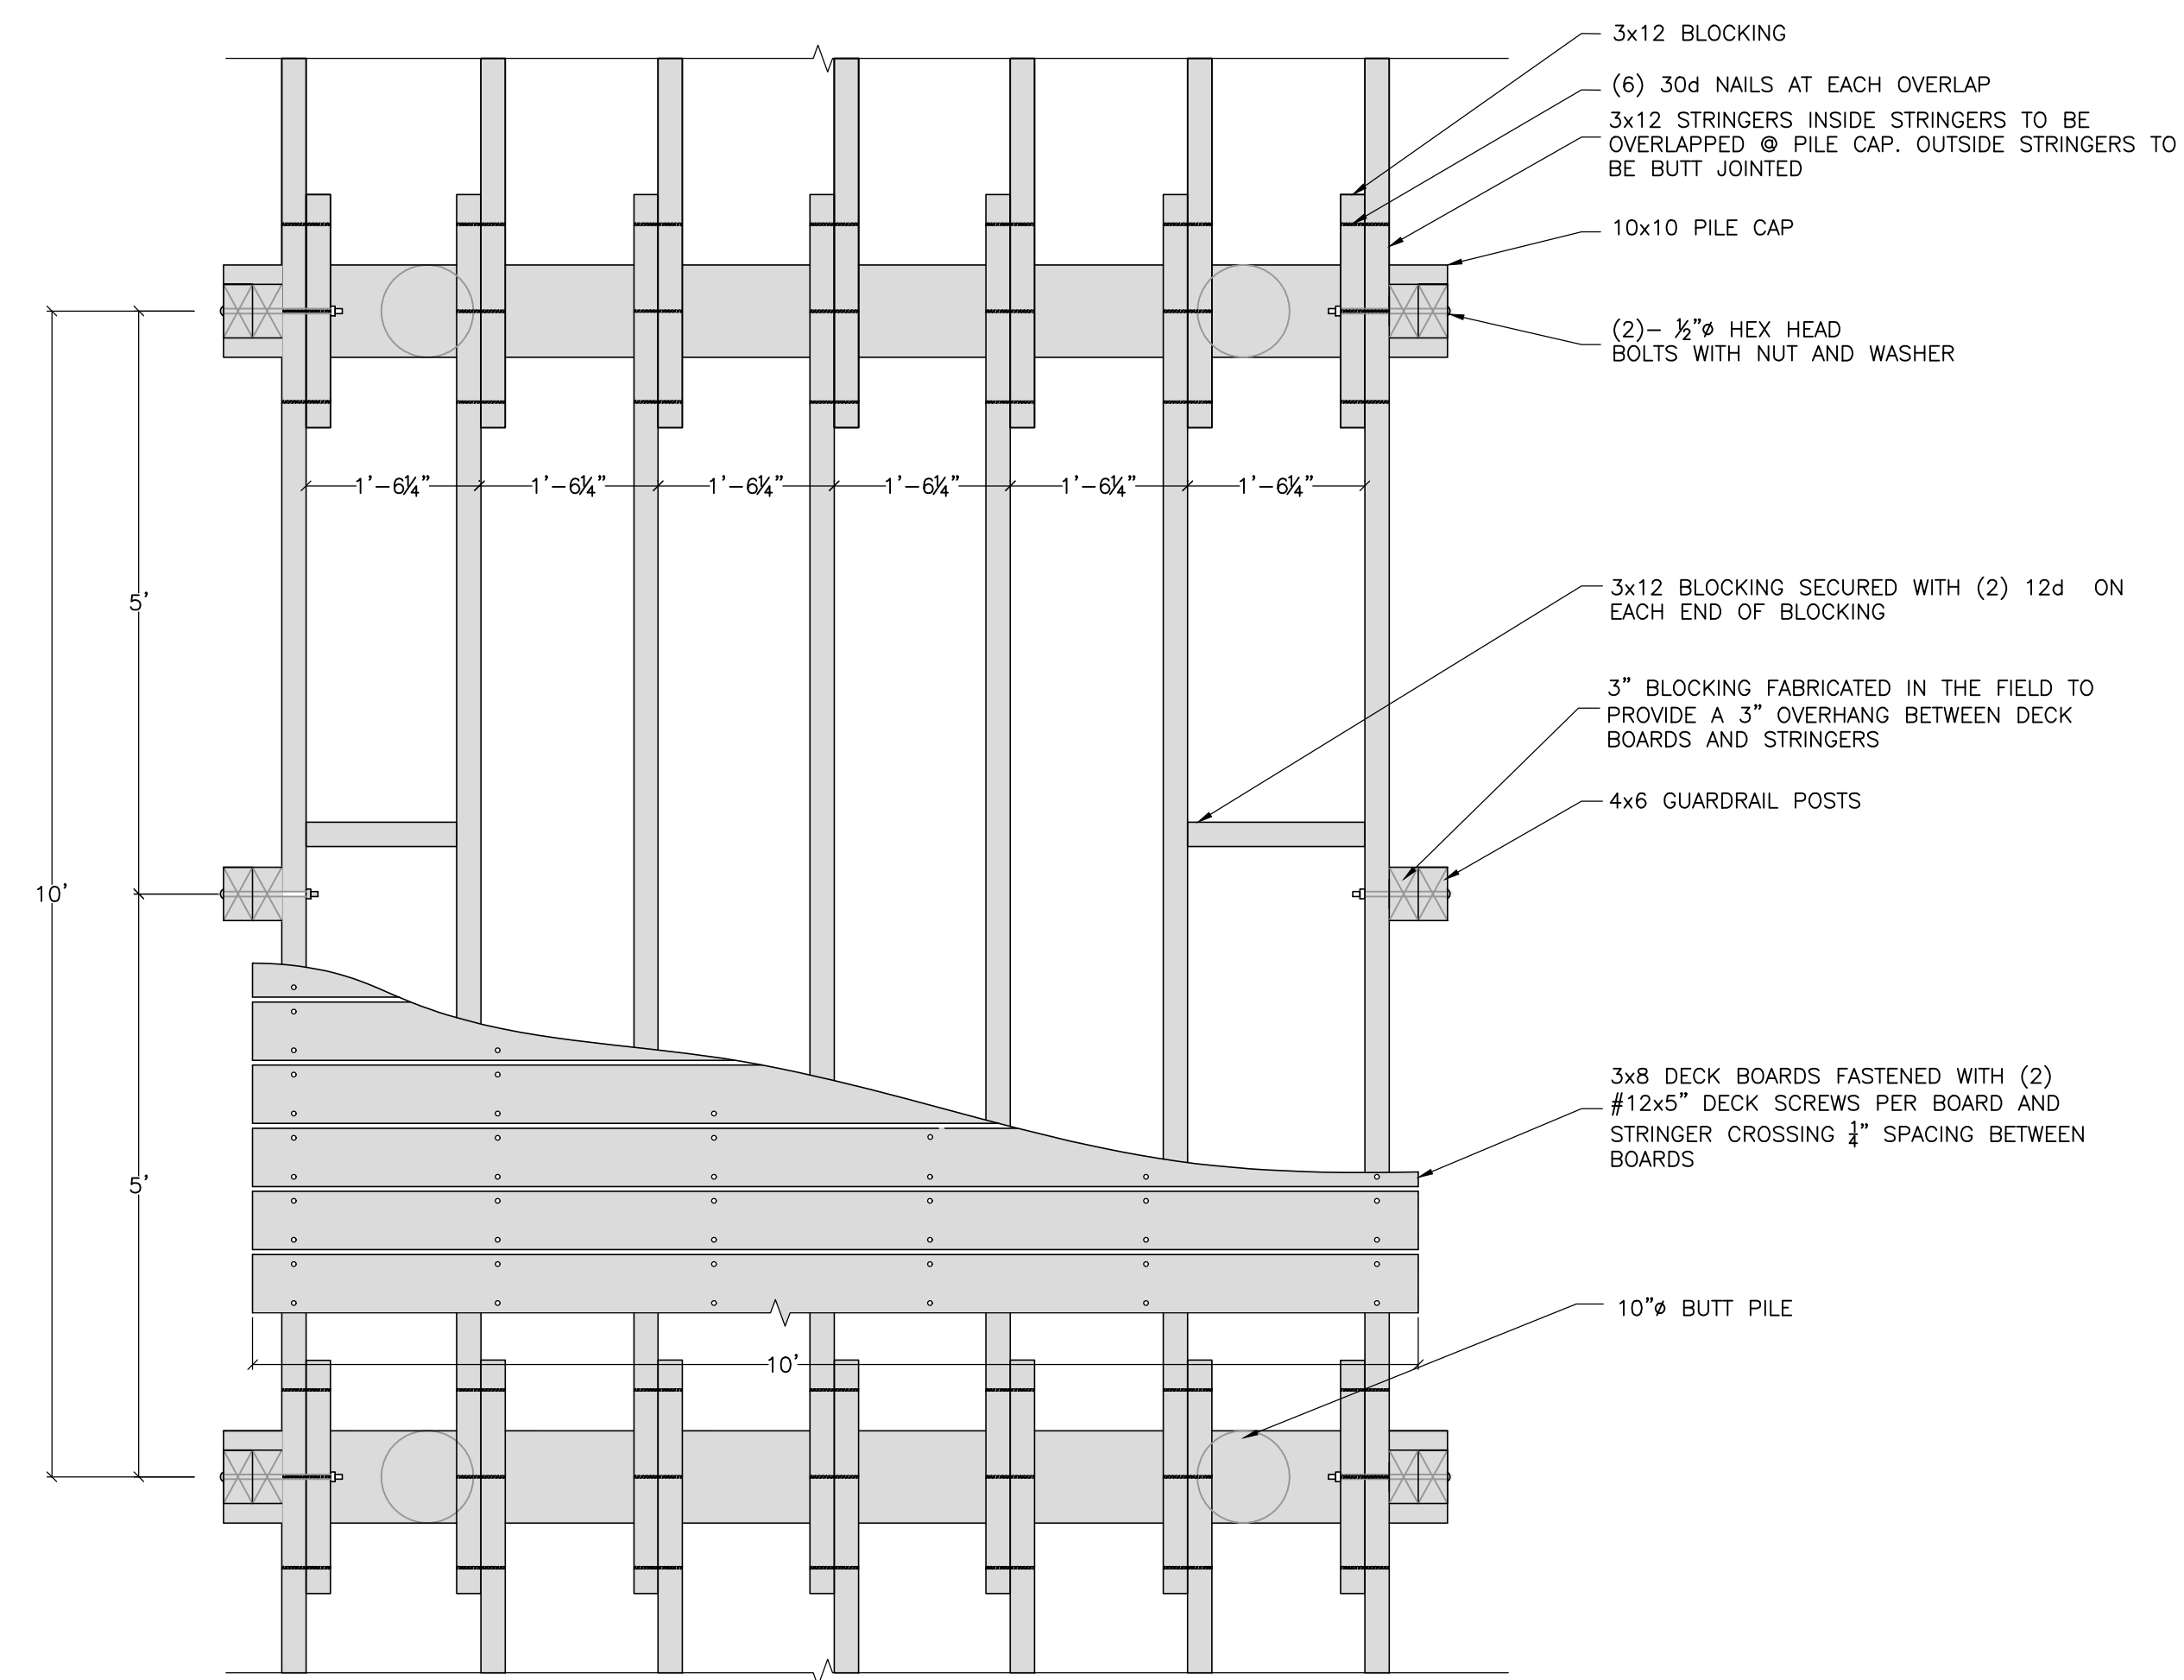 3x12 BLOCKING
(6) 30d NAILS AT EACH OVERLAP
3x12 STRINGERS INSIDE STRINGERS TO BE
OVERLAPPED @ PILE CAP. OUTSIDE STRINGERS TO
BE BUTT JOINTED
10x10 PILE CAP
(2)– ½"ø HEX HEAD
BOLTS WITH NUT AND WASHER
1'–6¼" 1'–6¼" 1'–6¼" 1'–6¼" 1'–6¼" 1'–6¼"
5'
3x12 BLOCKING SECURED WITH (2) 12d ON
EACH END OF BLOCKING
3" BLOCKING FABRICATED IN THE FIELD TO
PROVIDE A 3" OVERHANG BETWEEN DECK
BOARDS AND STRINGERS
4x6 GUARDRAIL POSTS
10'
3x8 DECK BOARDS FASTENED WITH (2)
#12x5" DECK SCREWS PER BOARD AND
STRINGER CROSSING ¼" SPACING BETWEEN
BOARDS
5'
10"ø BUTT PILE
10'